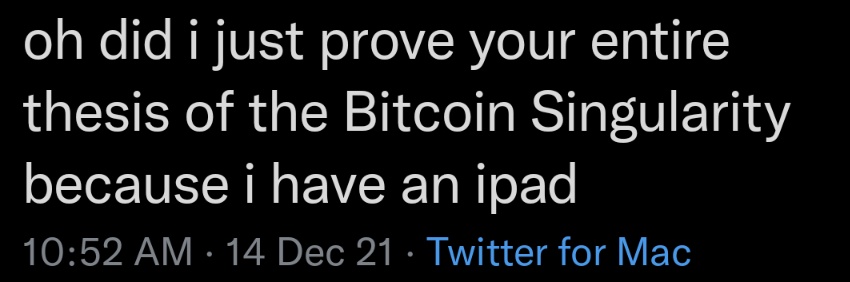 oh did i just prove your entire
thesis of the Bitcoin Singularity
because i have an ipad
10:52 AM · 14 Dec 21 · Twitter for Mac